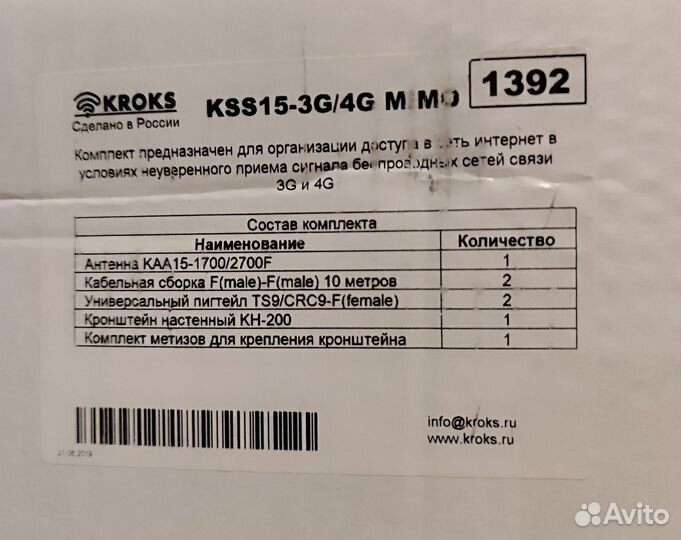 KROKS
Сделано в России
KSS15-3G/4G MIMO
1392
Комплект предназначен для организации доступа в сеть интернет в
условиях неуверенного приема сигнала беспроводных сетей связи
3G и 4G
Состав комплекта
Наименование Количество
Антенна KAA15-1700/2700F 1
Кабельная сборка F(male)-F(male) 10 метров 2
Универсальный пигтейл TS9/CRC9-F(female) 2
Кронштейн настенный КН-200 1
Комплект метизов для крепления кронштейна 1
info@kroks.ru
www.kroks.ru
21.06.2019
Avito